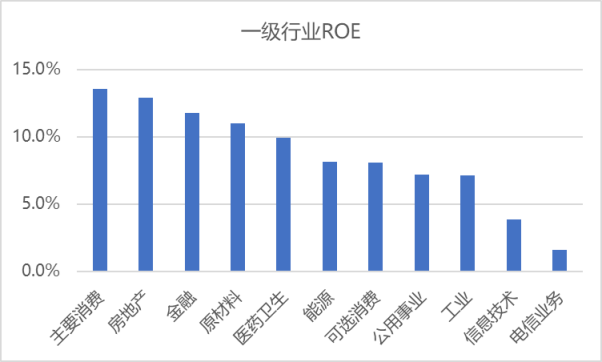 一级行业ROE
15.0%
10.0%
5.0%
0.0%
主要消费
房地产
金融
原材料
医药卫生
能源
可选消费
公用事业
工业
信息技术
电信业务